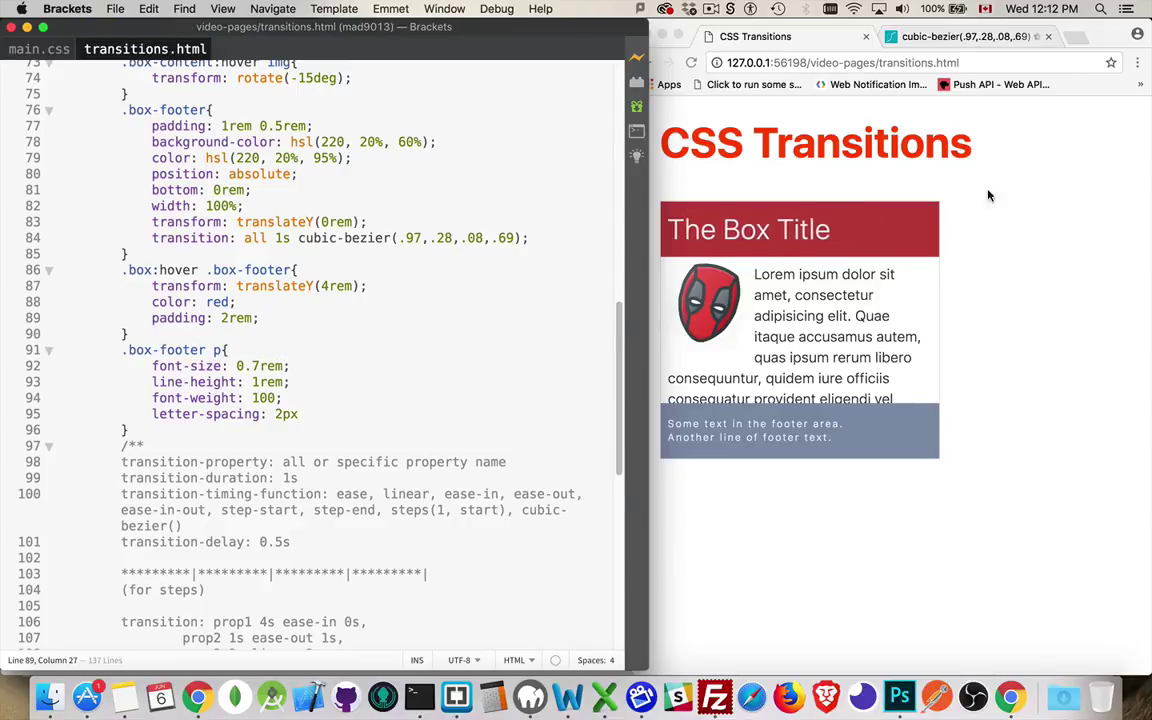 Brackets File Edit Find View Navigate Template Emmet Window Debug Help 100% Wed 12:12 PM
video-pages/transitions.html (mad9013) — Brackets
CSS Transitions
cubic-bezier(.97,.28,.08,.69)
main.css
transitions.html
127.0.0.1:56198/video-pages/transitions.html
Apps Click to run some s... Web Notification Im... Push API - Web API... »
73 .box-content:hover img{
74 transform: rotate(-15deg);
75 }
76 .box-footer{
77 padding: 1rem 0.5rem;
78 background-color: hsl(220, 20%, 60%);
79 color: hsl(220, 20%, 95%);
80 position: absolute;
81 bottom: 0rem;
82 width: 100%;
83 transform: translateY(0rem);
84 transition: all 1s cubic-bezier(.97,.28,.08,.69);
85 }
86 .box:hover .box-footer{
87 transform: translateY(4rem);
88 color: red;
89 padding: 2rem;
90 }
91 .box-footer p{
92 font-size: 0.7rem;
93 line-height: 1rem;
94 font-weight: 100;
95 letter-spacing: 2px
96 }
97 /**
98 transition-property: all or specific property name
99 transition-duration: 1s
100 transition-timing-function: ease, linear, ease-in, ease-out,
ease-in-out, step-start, step-end, steps(1, start), cubic-
bezier()
101 transition-delay: 0.5s
102
103 *********|*********|*********|*********|
104 (for steps)
105
106 transition: prop1 4s ease-in 0s,
107 prop2 1s ease-out 1s,
Line 89, Column 27 — 137 Lines
INS UTF-8 HTML Spaces: 4
CSS Transitions
The Box Title
Lorem ipsum dolor sit
amet, consectetur
adipisicing elit. Quae
itaque accusamus autem,
quas ipsum rerum libero
consequuntur, quidem iure officiis
consequatur provident eligendi vel
Some text in the footer area.
Another line of footer text.